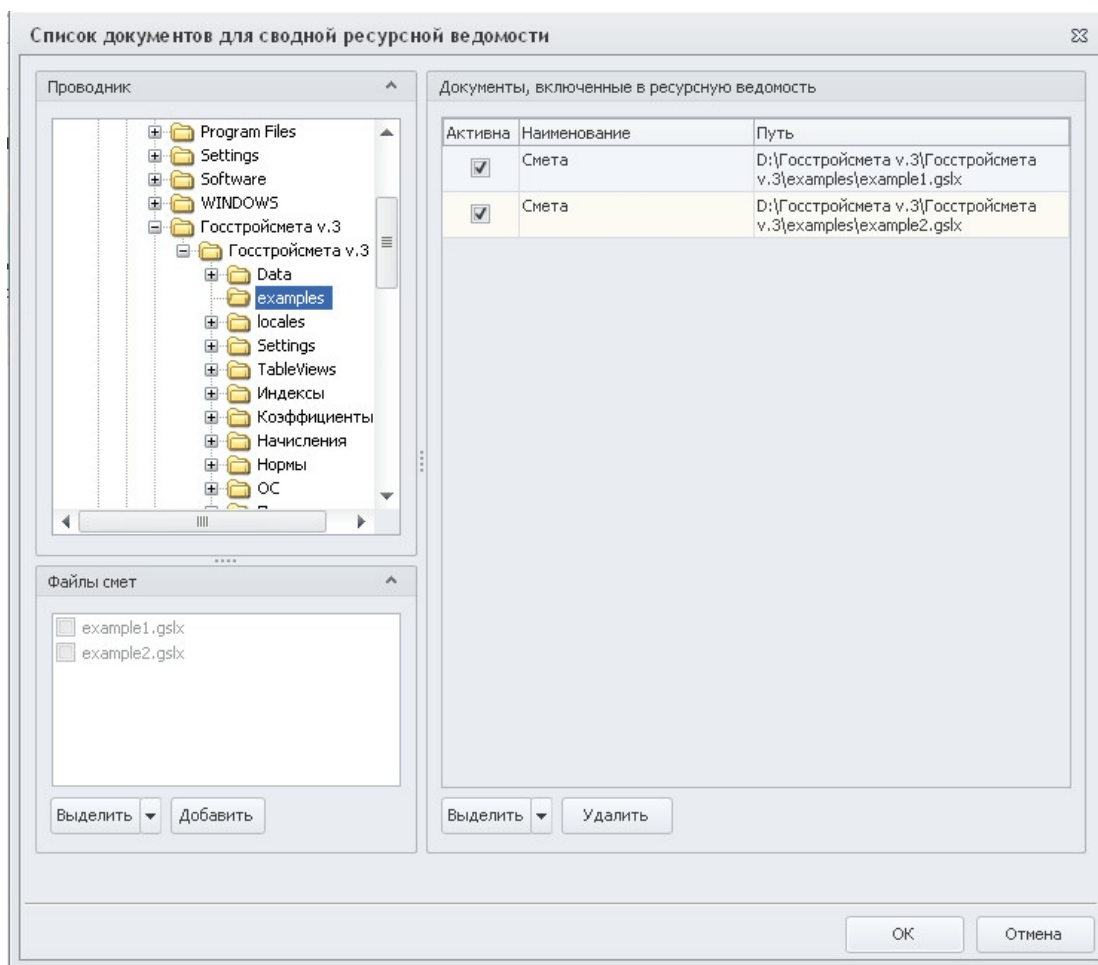 Список документов для сводной ресурсной ведомости
Проводник
Program Files
Settings
Software
WINDOWS
Госстройсмета v.3
Госстройсмета v.3
Data
examples
locales
Settings
TableViews
Индексы
Коэффициенты
Начисления
Нормы
ОС
Файлы смет
example1.gslx
example2.gslx
Выделить
Добавить
Документы, включенные в ресурсную ведомость
Активна Наименование Путь
Смета D:\Госстройсмета v.3\Госстройсмета
v.3\examples\example1.gslx
Смета D:\Госстройсмета v.3\Госстройсмета
v.3\examples\example2.gslx
Выделить
Удалить
ОК
Отмена